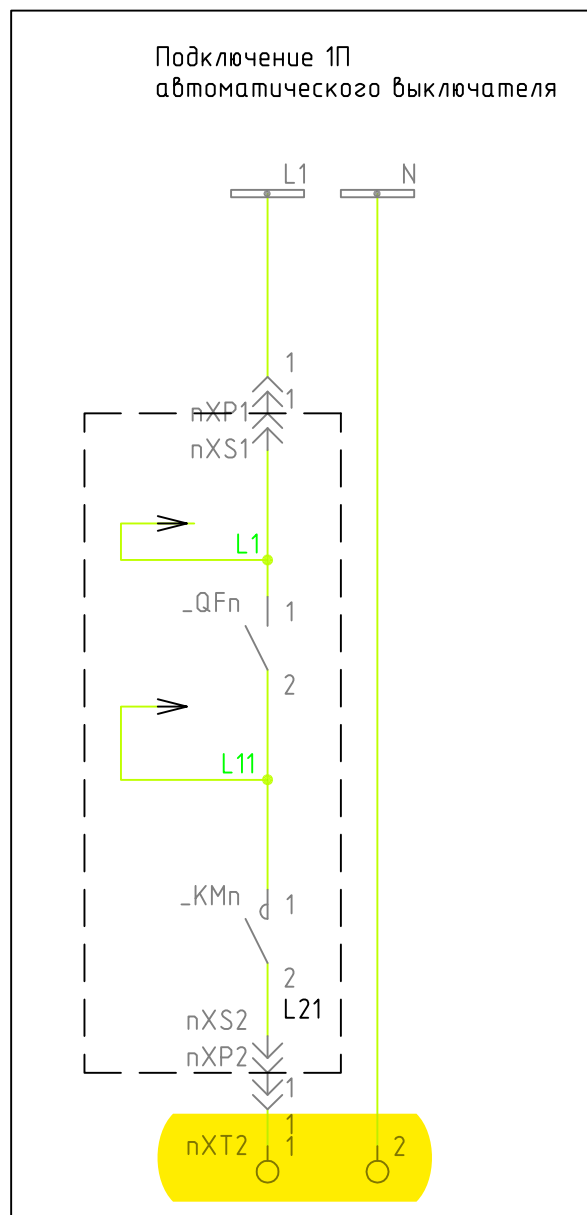 Подключение 1П
автоматического выключателя
L1
N
1
1
nXP1
nXS1
L1
_QFn
1
2
L11
_KMn
1
2
L21
nXS2
nXP2
1
1
nXT2
1
2